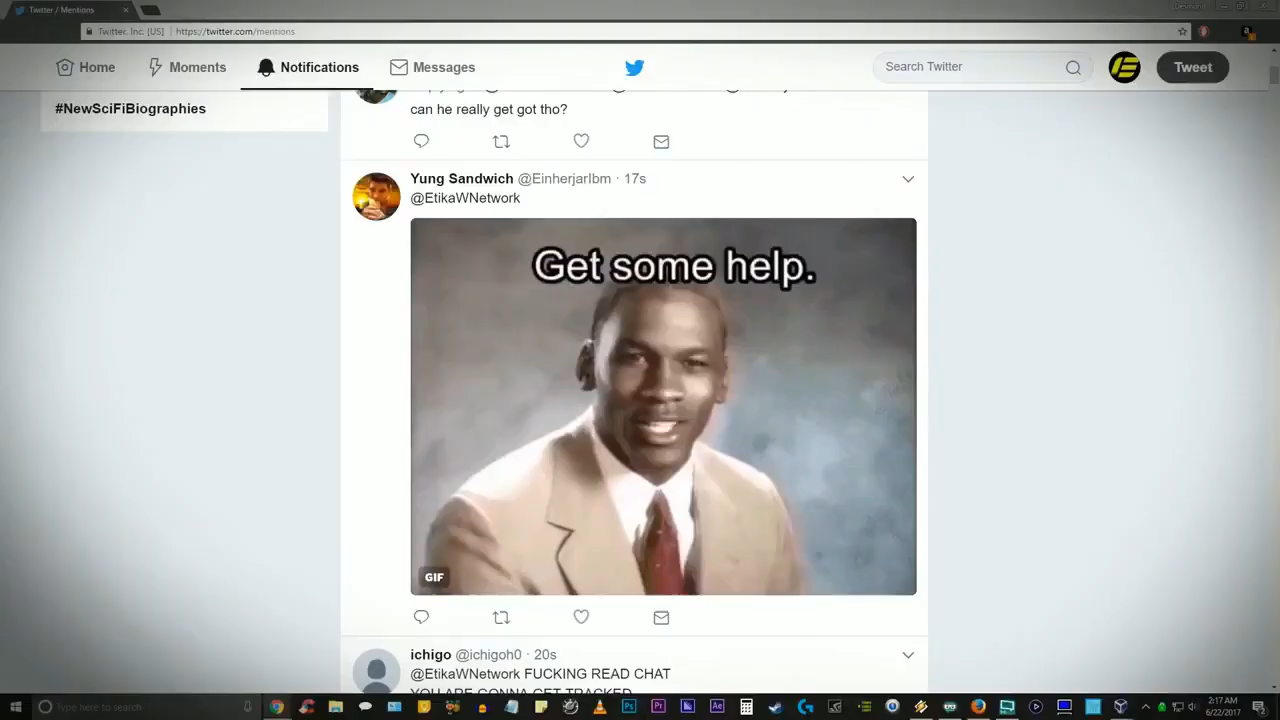 Twitter / Mentions
Twitter, Inc. [US] | https://twitter.com/mentions
Home
Moments
Notifications
Messages
Search Twitter
Tweet
#NewSciFiBiographies
can he really get got tho?
Yung Sandwich @EinherjarIbm · 17s
@EtikaWNetwork
Get some help.
GIF
ichigo @ichigoh0 · 20s
@EtikaWNetwork FUCKING READ CHAT
YOU ARE GONNA GET TRACKED
Type here to search
2:17 AM
6/22/2017